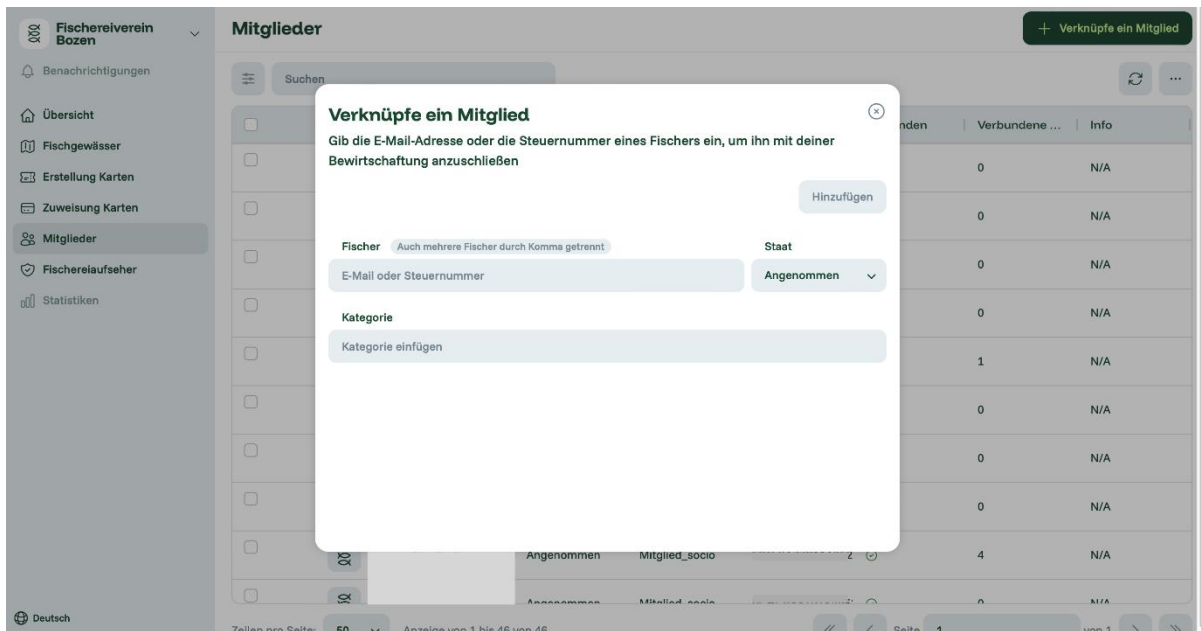 Fischereiverein
Bozen
Benachrichtigungen
Übersicht
Fischgewässer
Erstellung Karten
Zuweisung Karten
Mitglieder
Fischereiaufseher
Statistiken
Deutsch
Mitglieder
+ Verknüpfe ein Mitglied
Suchen
...
nden Verbundene ... Info
0 N/A
0 N/A
0 N/A
0 N/A
1 N/A
0 N/A
0 N/A
0 N/A
Angenommen Mitglied_socio 4 N/A
Angenommen Mitglied_socio 0 N/A
Zeilen pro Seite: 50 Anzeige von 1 bis 46 von 46 Seite 1 von 1
Verknüpfe ein Mitglied
Gib die E-Mail-Adresse oder die Steuernummer eines Fischers ein, um ihn mit deiner
Bewirtschaftung anzuschließen
Hinzufügen
Fischer Auch mehrere Fischer durch Komma getrennt Staat
E-Mail oder Steuernummer Angenommen
Kategorie
Kategorie einfügen